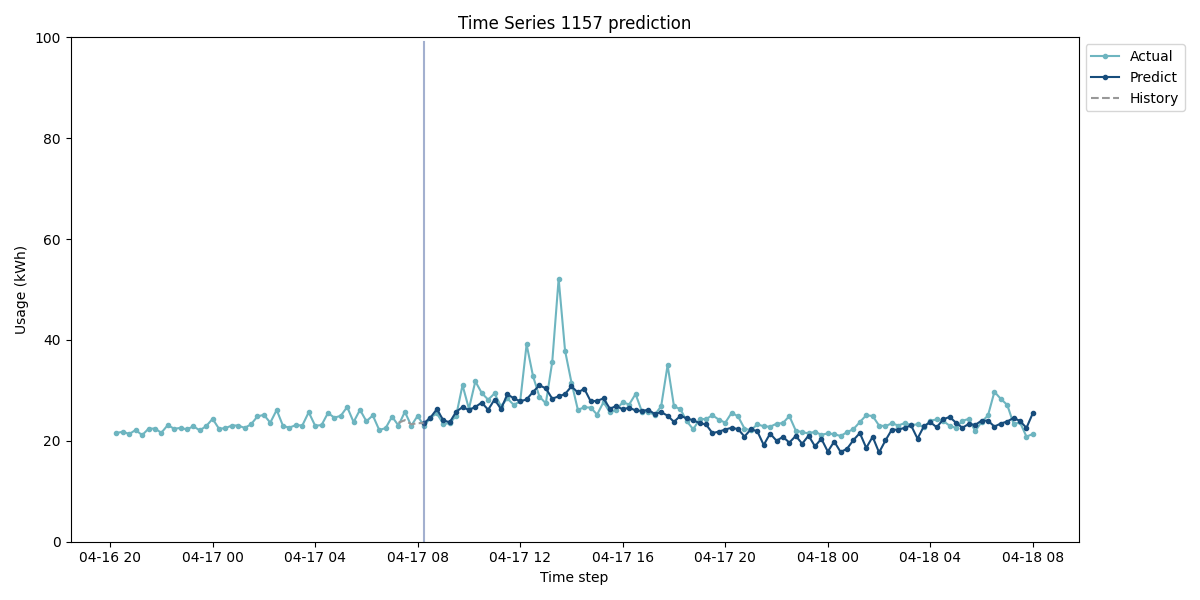 Time Series 1157 prediction
100
80
60
40
20
0
Usage (kWh)
04-16 20 04-17 00 04-17 04 04-17 08 04-17 12 04-17 16 04-17 20 04-18 00 04-18 04 04-18 08
Time step
Actual
Predict
History